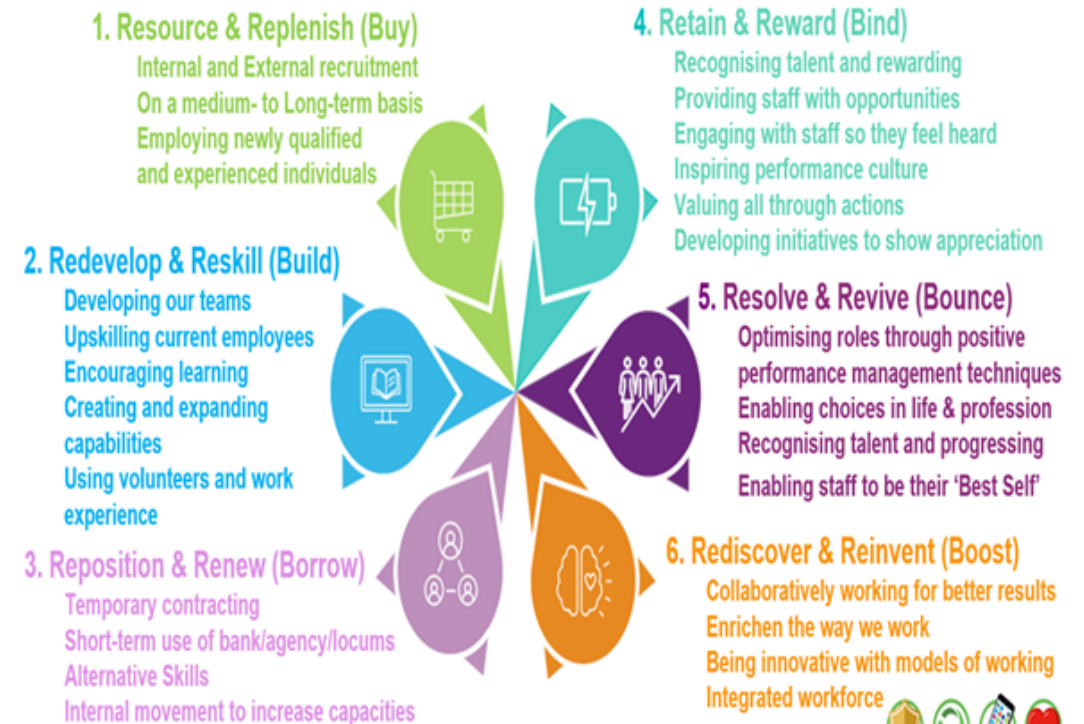 1. Resource & Replenish (Buy)
Internal and External recruitment
On a medium- to Long-term basis
Employing newly qualified
and experienced individuals
2. Redevelop & Reskill (Build)
Developing our teams
Upskilling current employees
Encouraging learning
Creating and expanding
capabilities
Using volunteers and work
experience
3. Reposition & Renew (Borrow)
Temporary contracting
Short-term use of bank/agency/locums
Alternative Skills
Internal movement to increase capacities
4. Retain & Reward (Bind)
Recognising talent and rewarding
Providing staff with opportunities
Engaging with staff so they feel heard
Inspiring performance culture
Valuing all through actions
Developing initiatives to show appreciation
5. Resolve & Revive (Bounce)
Optimising roles through positive
performance management techniques
Enabling choices in life & profession
Recognising talent and progressing
Enabling staff to be their ‘Best Self’
6. Rediscover & Reinvent (Boost)
Collaboratively working for better results
Enrichen the way we work
Being innovative with models of working
Integrated workforce